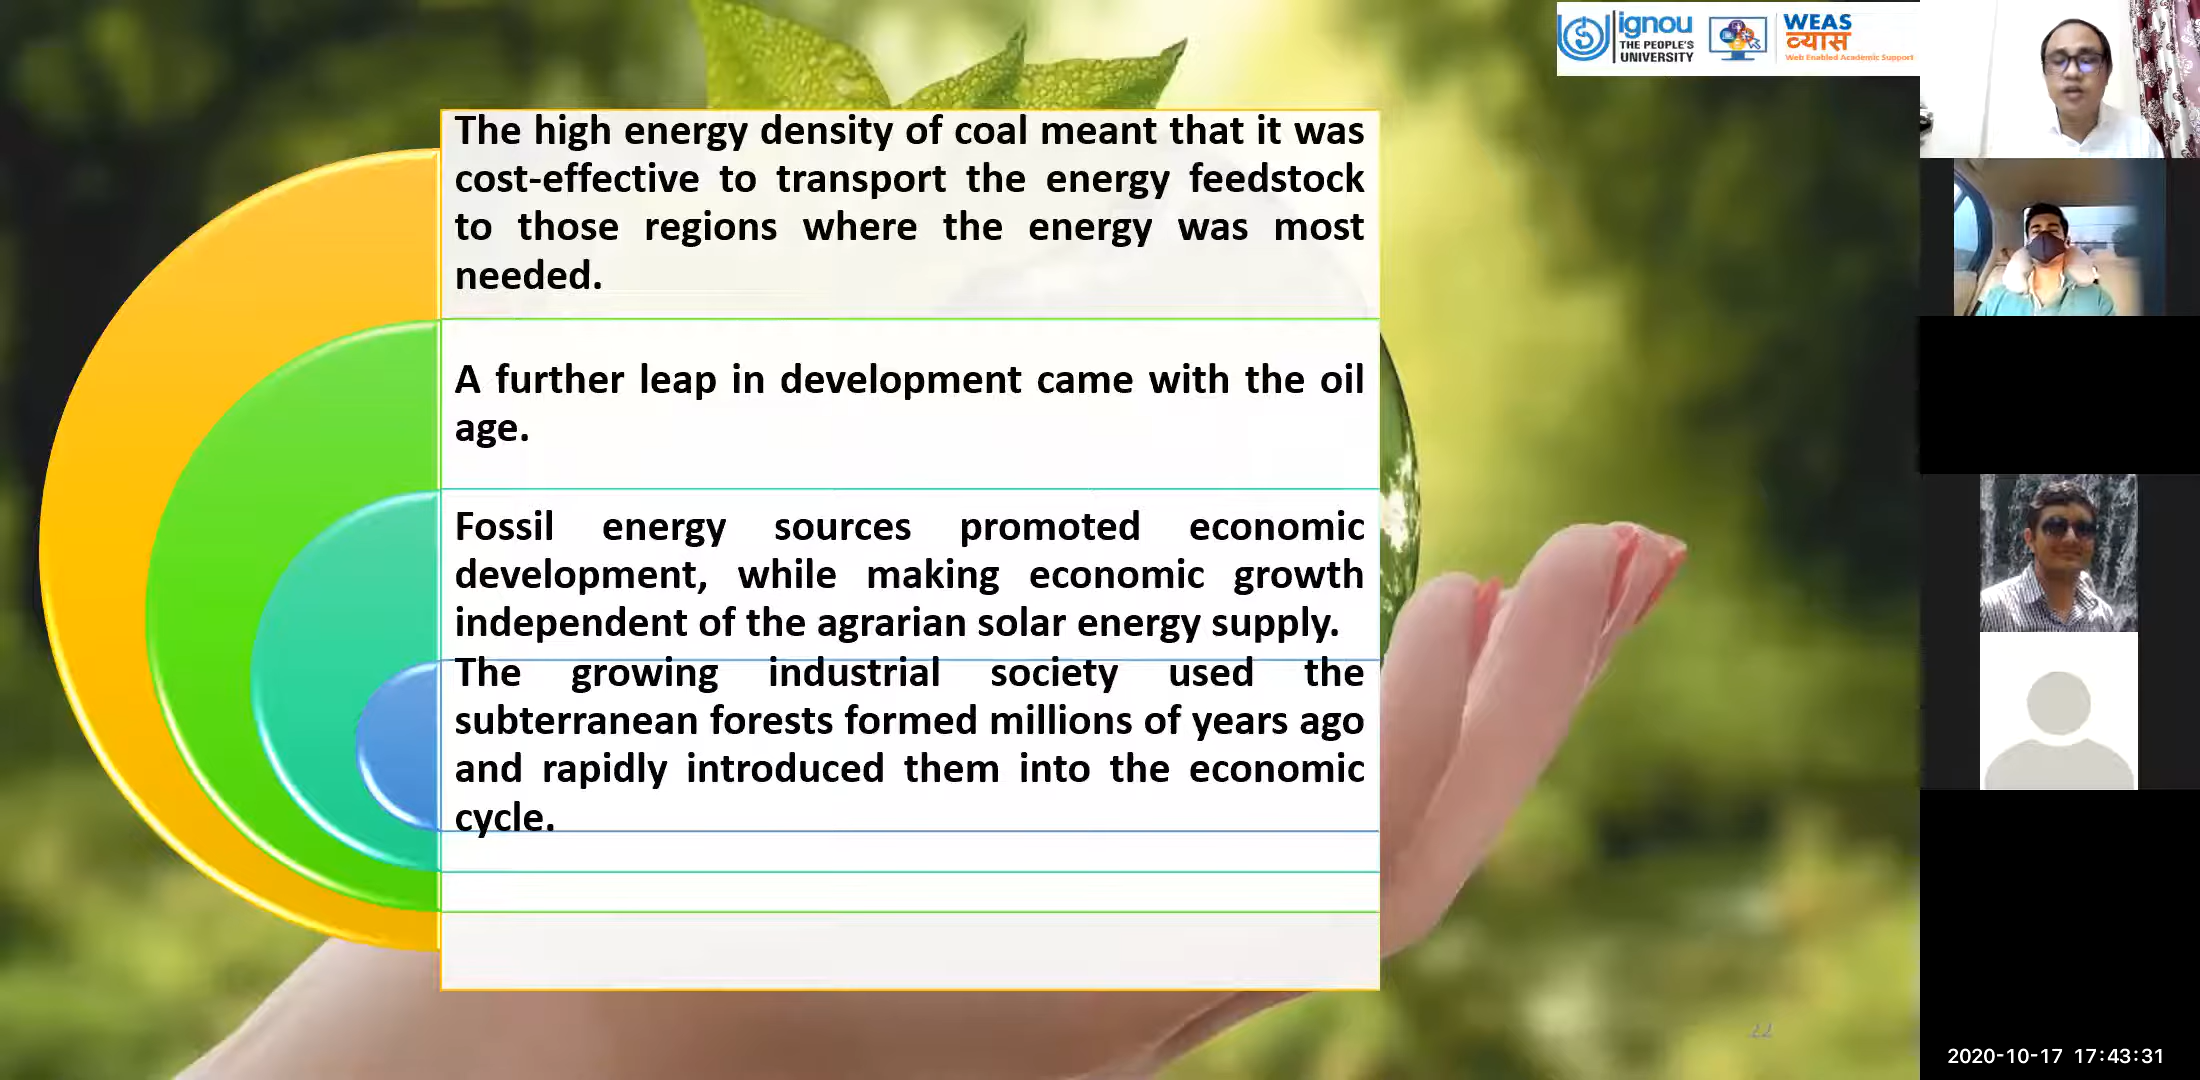 ignou
THE PEOPLE'S
UNIVERSITY
WEAS
व्यास
Web Enabled Academic Support
The high energy density of coal meant that it was
cost-effective to transport the energy feedstock
to those regions where the energy was most
needed.
A further leap in development came with the oil
age.
Fossil energy sources promoted economic
development, while making economic growth
independent of the agrarian solar energy supply.
The growing industrial society used the
subterranean forests formed millions of years ago
and rapidly introduced them into the economic
cycle.
22
2020-10-17 17:43:31